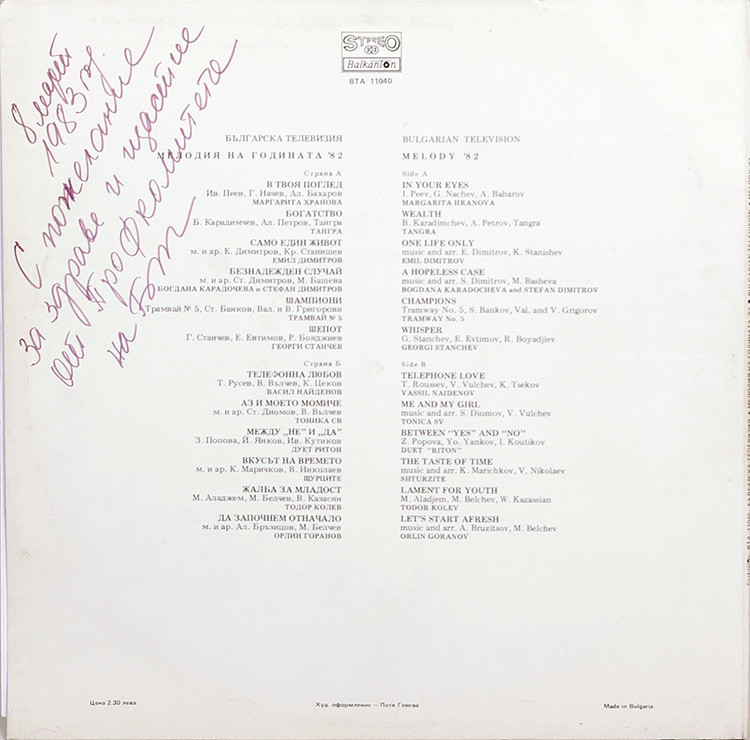 8 март
1983 г.
С пожелание
за здраве и щастие
от Профкомитета
на БТ
STEREO
Balkanton
BTA 11040
БЪЛГАРСКА ТЕЛЕВИЗИЯ
МЕЛОДИЯ НА ГОДИНАТА '82
Страна А
В ТВОЯ ПОГЛЕД
Ив. Пеев, Г. Начев, Ал. Бахаров
МАРГАРИТА ХРАНОВА
БОГАТСТВО
Б. Карадимчев, Ал. Петров, Тангра
ТАНГРА
САМО ЕДИН ЖИВОТ
м. и ар. Е. Димитров, Кр. Станишев
ЕМИЛ ДИМИТРОВ
БЕЗНАДЕЖДЕН СЛУЧАЙ
м. и ар. Ст. Димитров, М. Башева
БОГДАНА КАРАДОЧЕВА и СТЕФАН ДИМИТРОВ
ШАМПИОНИ
Трамвай № 5, Ст. Банков, Вал. и В. Григорови
ТРАМВАЙ № 5
ШЕПОТ
Г. Станчев, Е. Евтимов, Р. Бояджиев
ГЕОРГИ СТАНЧЕВ
Страна Б
ТЕЛЕФОННА ЛЮБОВ
Т. Русев, В. Вълчев, К. Цеков
ВАСИЛ НАЙДЕНОВ
АЗ И МОЕТО МОМИЧЕ
м. и ар. Ст. Диомов, В. Вълчев
ТОНИКА СВ
МЕЖДУ „НЕ" И „ДА"
З. Попова, Й. Янков, Ив. Кутиков
ДУЕТ РИТОН
ВКУСЪТ НА ВРЕМЕТО
м. и ар. К. Маричков, В. Николаев
ЩУРЦИТЕ
ЖАЛБА ЗА МЛАДОСТ
М. Аладжем, М. Белчев, В. Казасян
ТОДОР КОЛЕВ
ДА ЗАПОЧНЕМ ОТНАЧАЛО
м. и ар. Ал. Бръзицов, М. Белчев
ОРЛИН ГОРАНОВ
BULGARIAN TELEVISION
MELODY '82
Side A
IN YOUR EYES
I. Peev, G. Nachev, A. Baharov
MARGARITA HRANOVA
WEALTH
B. Karadimchev, A. Petrov, Tangra
TANGRA
ONE LIFE ONLY
music and arr. E. Dimitrov, K. Stanishev
EMIL DIMITROV
A HOPELESS CASE
music and arr. S. Dimitrov, M. Basheva
BOGDANA KARADOCHEVA and STEFAN DIMITROV
CHAMPIONS
Tramway No. 5, S. Bankov, Val. and V. Grigorov
TRAMWAY No. 5
WHISPER
G. Stanchev, E. Evtimov, R. Boyadjiev
GEORGI STANCHEV
Side B
TELEPHONE LOVE
T. Roussev, V. Vulchev, K. Tsekov
VASSIL NAIDENOV
ME AND MY GIRL
music and arr. S. Diomov, V. Vulchev
TONICA SV
BETWEEN "YES" AND "NO"
Z. Popova, Yo. Yankov, I. Koutikov
DUET "RITON"
THE TASTE OF TIME
music and arr. K. Marichkov, V. Nikolaev
SHTURZITE
LAMENT FOR YOUTH
M. Aladjem, M. Belchev, W. Kazassian
TODOR KOLEV
LET'S START AFRESH
music and arr. A. Bruzitsov, M. Belchev
ORLIN GORANOV
Цена 2.30 лева
Худ. оформление — Петя Генева
Made in Bulgaria